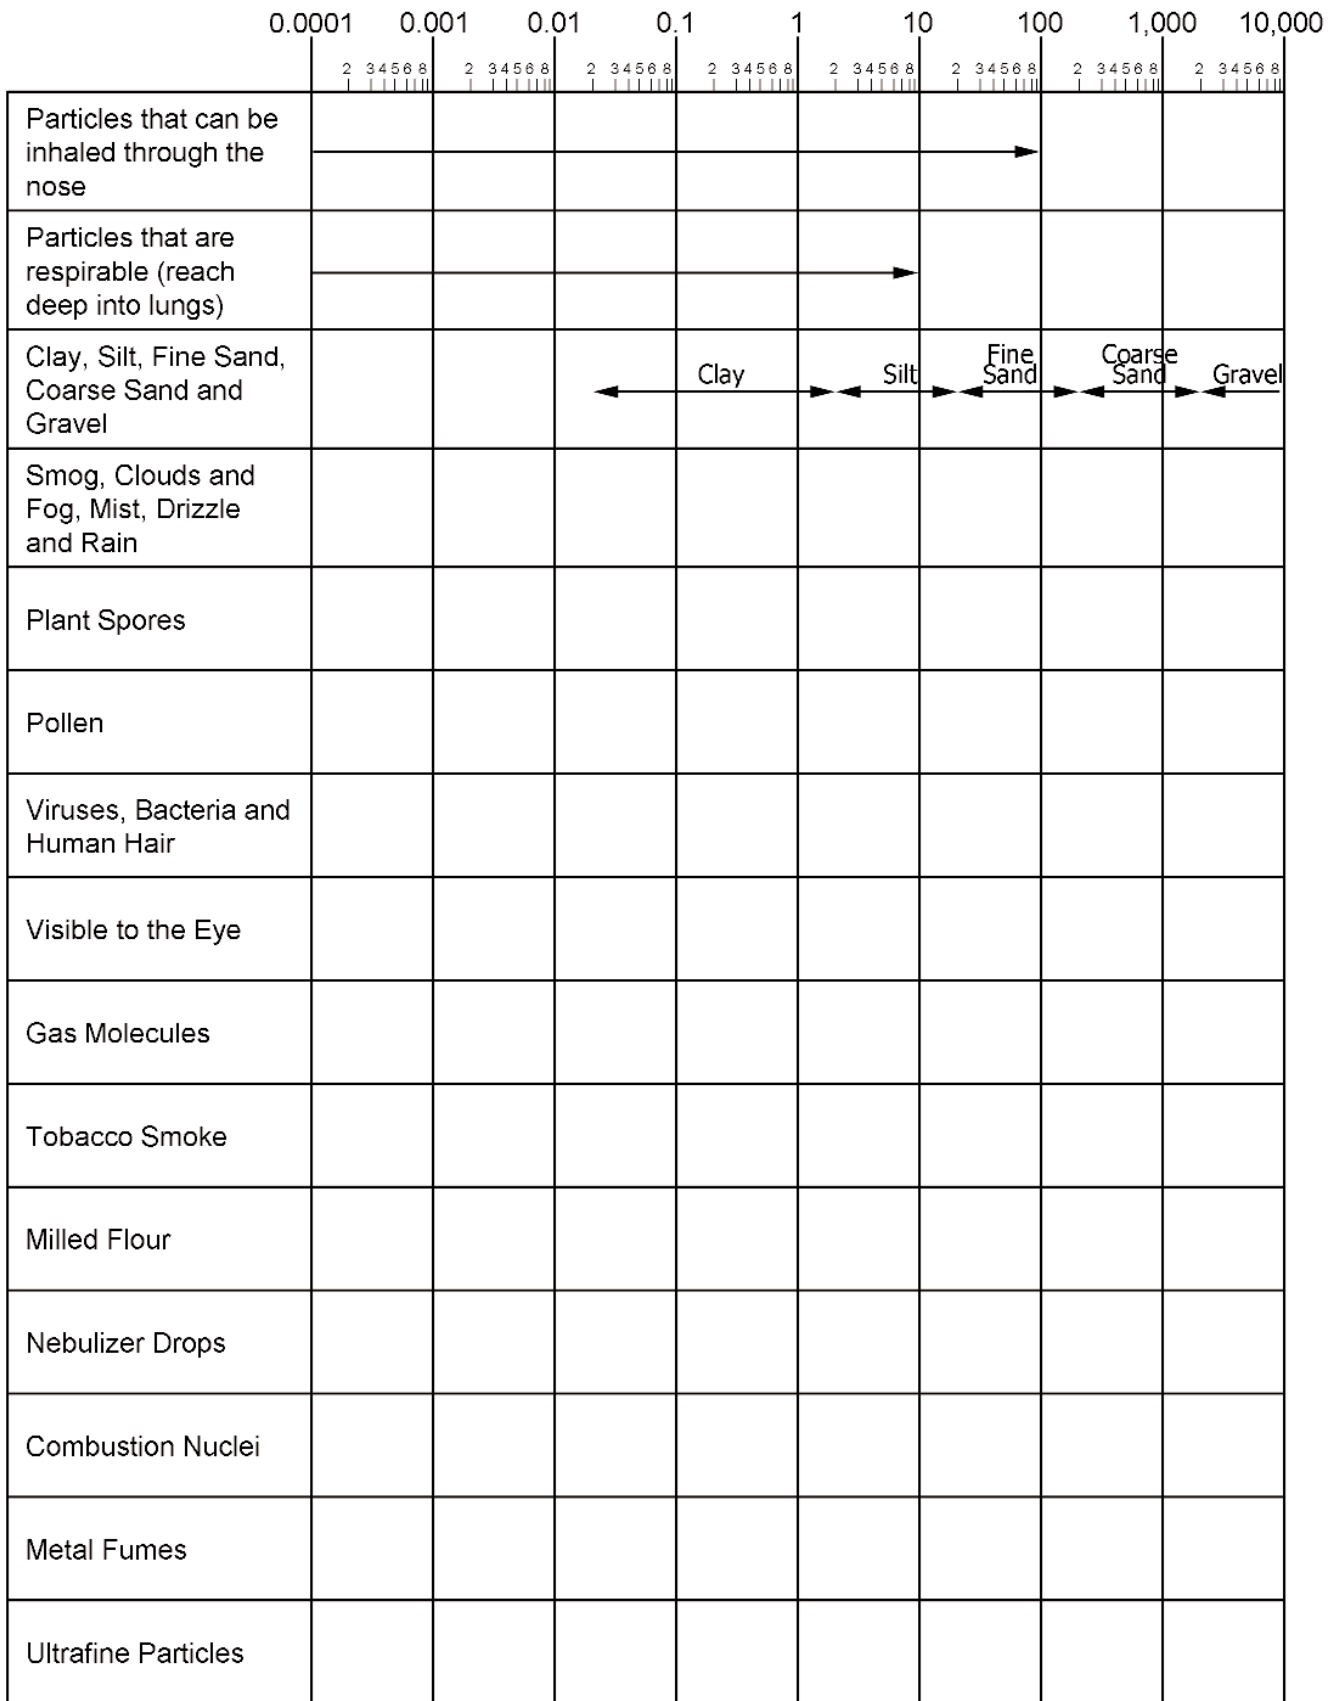 0.0001 0.001 0.01 0.1 1 10 100 1,000 10,000
2 3 4 5 6 8 2 3 4 5 6 8 2 3 4 5 6 8 2 3 4 5 6 8 2 3 4 5 6 8 2 3 4 5 6 8 2 3 4 5 6 8 2 3 4 5 6 8
Particles that can be
inhaled through the
nose
Particles that are
respirable (reach
deep into lungs)
Clay, Silt, Fine Sand,
Coarse Sand and
Gravel
Clay
Silt
Fine
Sand
Coarse
Sand
Gravel
Smog, Clouds and
Fog, Mist, Drizzle
and Rain
Plant Spores
Pollen
Viruses, Bacteria and
Human Hair
Visible to the Eye
Gas Molecules
Tobacco Smoke
Milled Flour
Nebulizer Drops
Combustion Nuclei
Metal Fumes
Ultrafine Particles